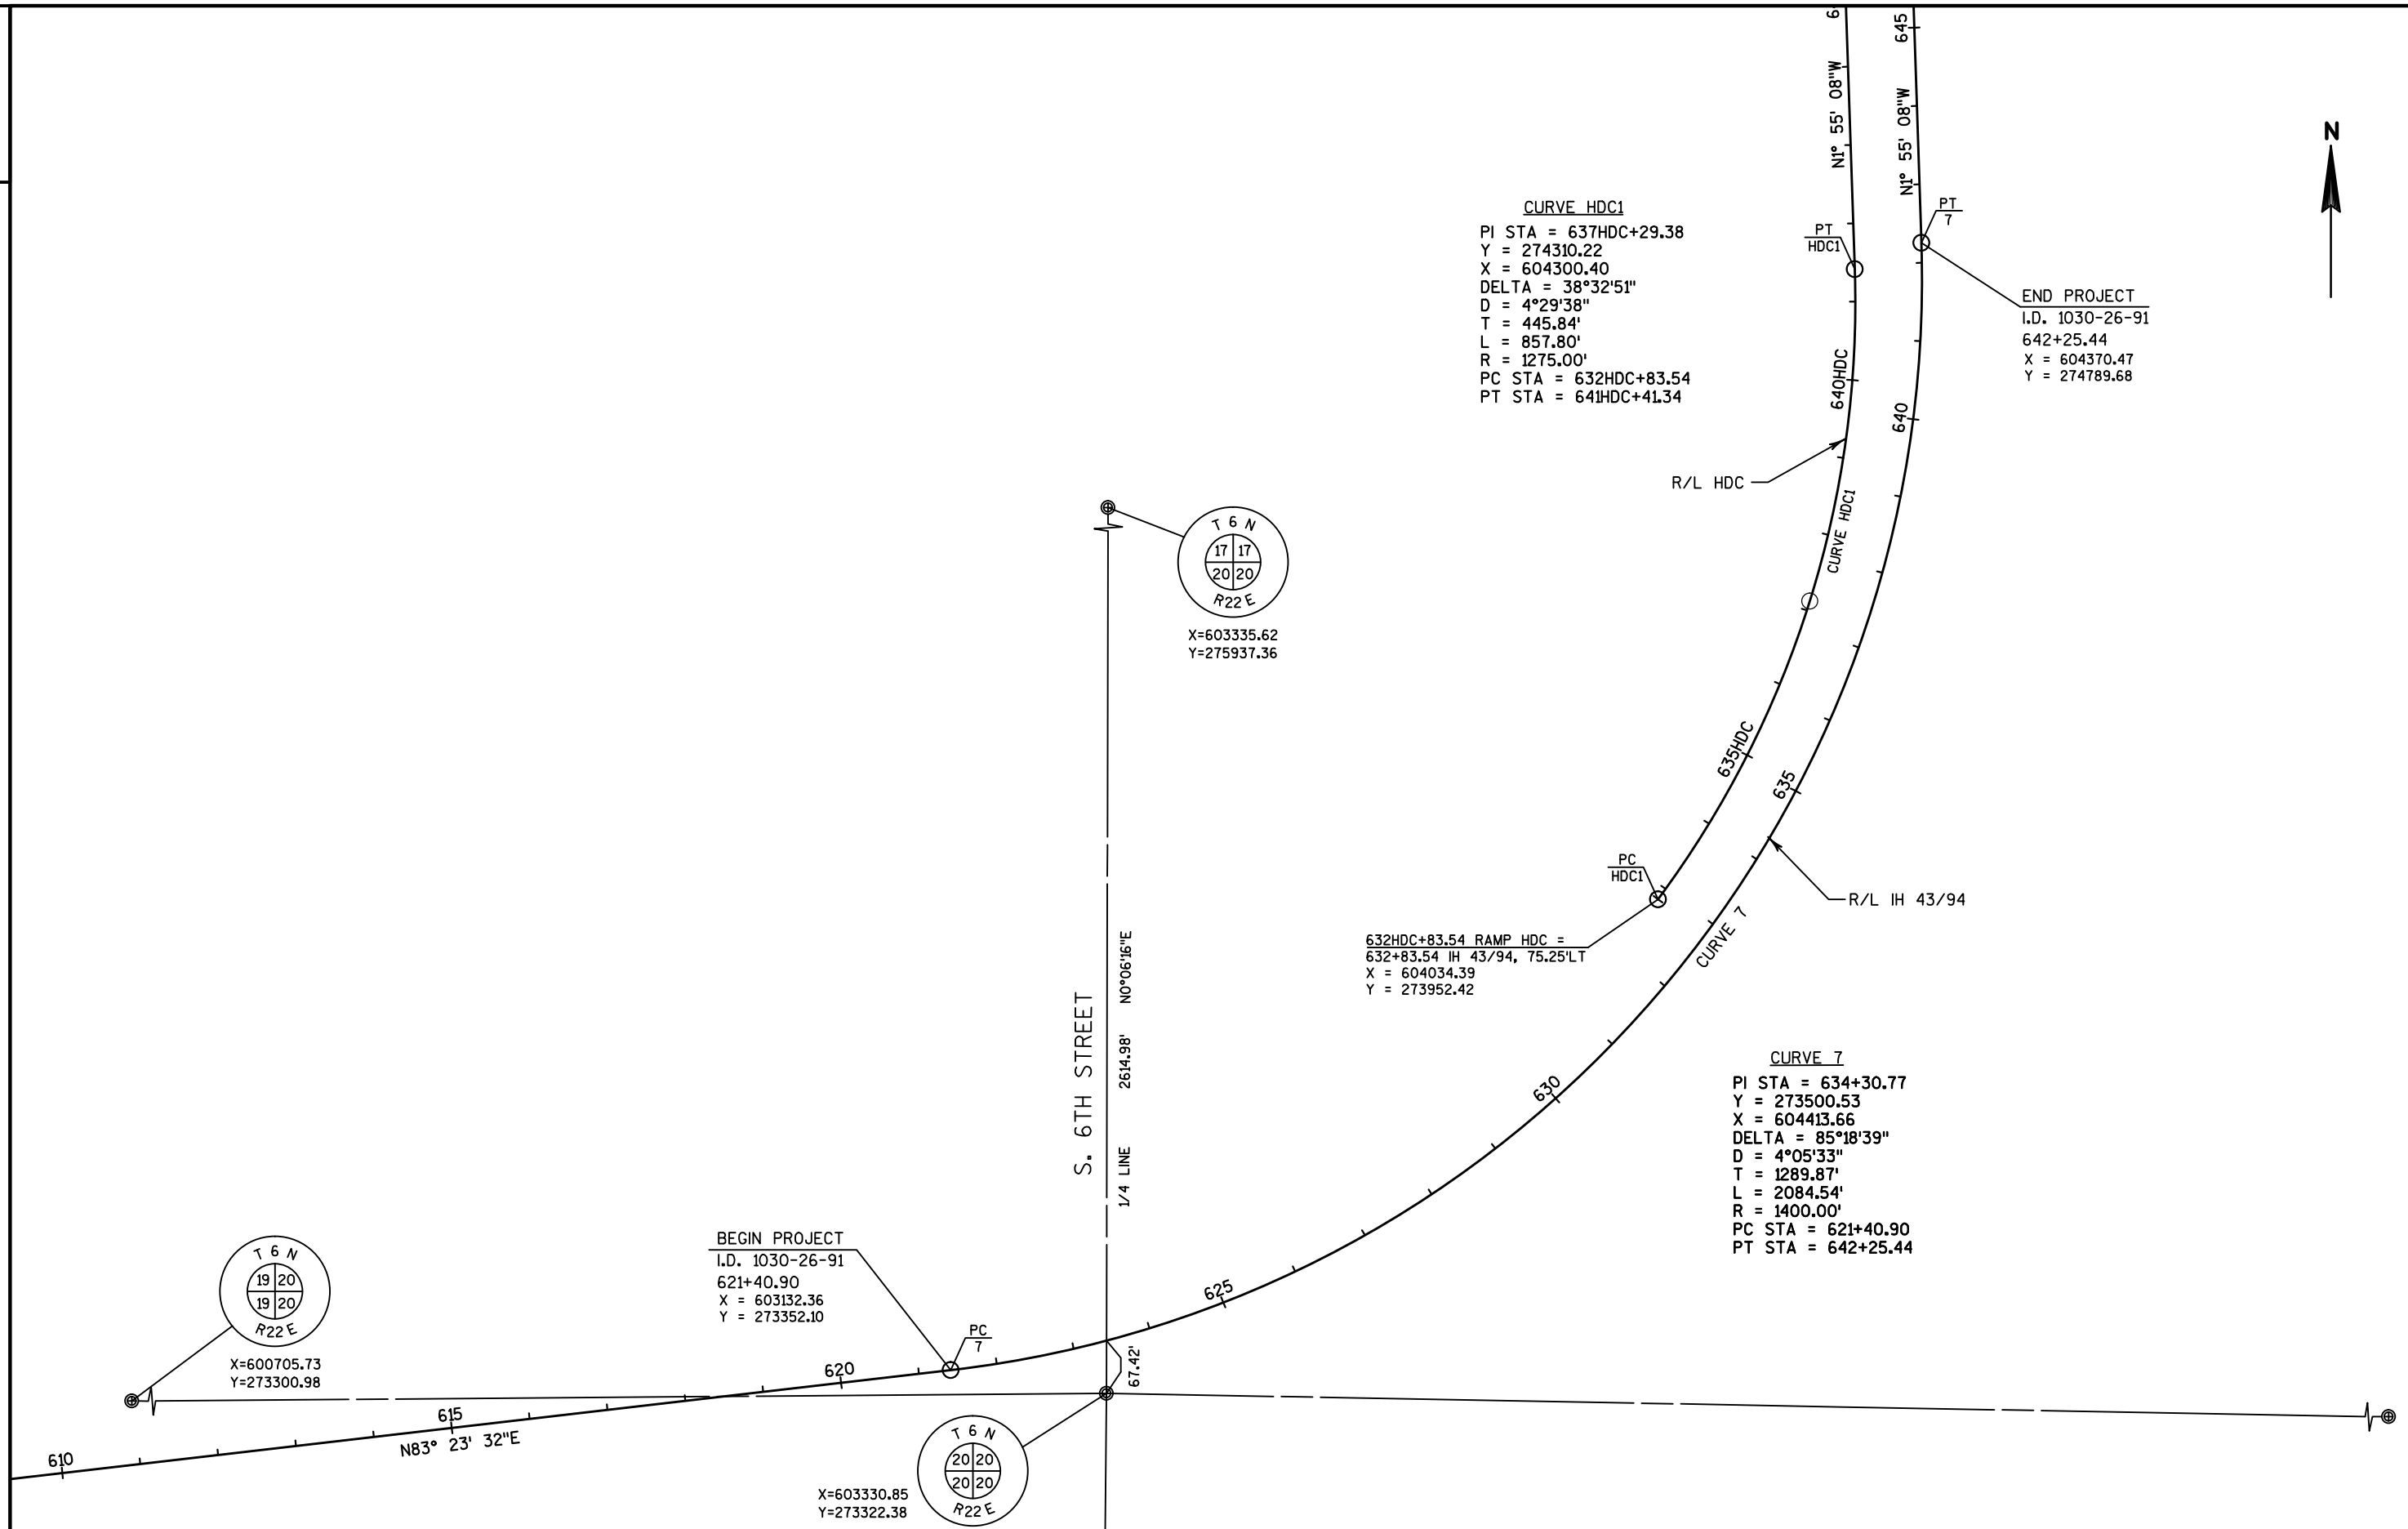 645
N1° 55' 08"W
N1° 55' 08"W
N
CURVE HDC1
PI STA = 637HDC+29.38
Y = 274310.22
X = 604300.40
DELTA = 38°32'51"
D = 4°29'38"
T = 445.84'
L = 857.80'
R = 1275.00'
PC STA = 632HDC+83.54
PT STA = 641HDC+41.34
PT
HDC1
PT
7
END PROJECT
I.D. 1030-26-91
642+25.44
X = 604370.47
Y = 274789.68
640HDC
640
R/L HDC
CURVE HDC1
T 6 N
17 17
20 20
R22E
X=603335.62
Y=275937.36
635HDC
635
PC
HDC1
R/L IH 43/94
CURVE 7
632HDC+83.54 RAMP HDC =
632+83.54 IH 43/94, 75.25'LT
X = 604034.39
Y = 273952.42
S. 6TH STREET
1/4 LINE 2614.98' N0°06'16"E
630
CURVE 7
PI STA = 634+30.77
Y = 273500.53
X = 604413.66
DELTA = 85°18'39"
D = 4°05'33"
T = 1289.87'
L = 2084.54'
R = 1400.00'
PC STA = 621+40.90
PT STA = 642+25.44
BEGIN PROJECT
I.D. 1030-26-91
621+40.90
X = 603132.36
Y = 273352.10
T 6 N
19 20
19 20
R22E
X=600705.73
Y=273300.98
PC
7
625
67.42'
620
615
610
N83° 23' 32"E
T 6 N
20 20
20 20
R22E
X=603330.85
Y=273322.38